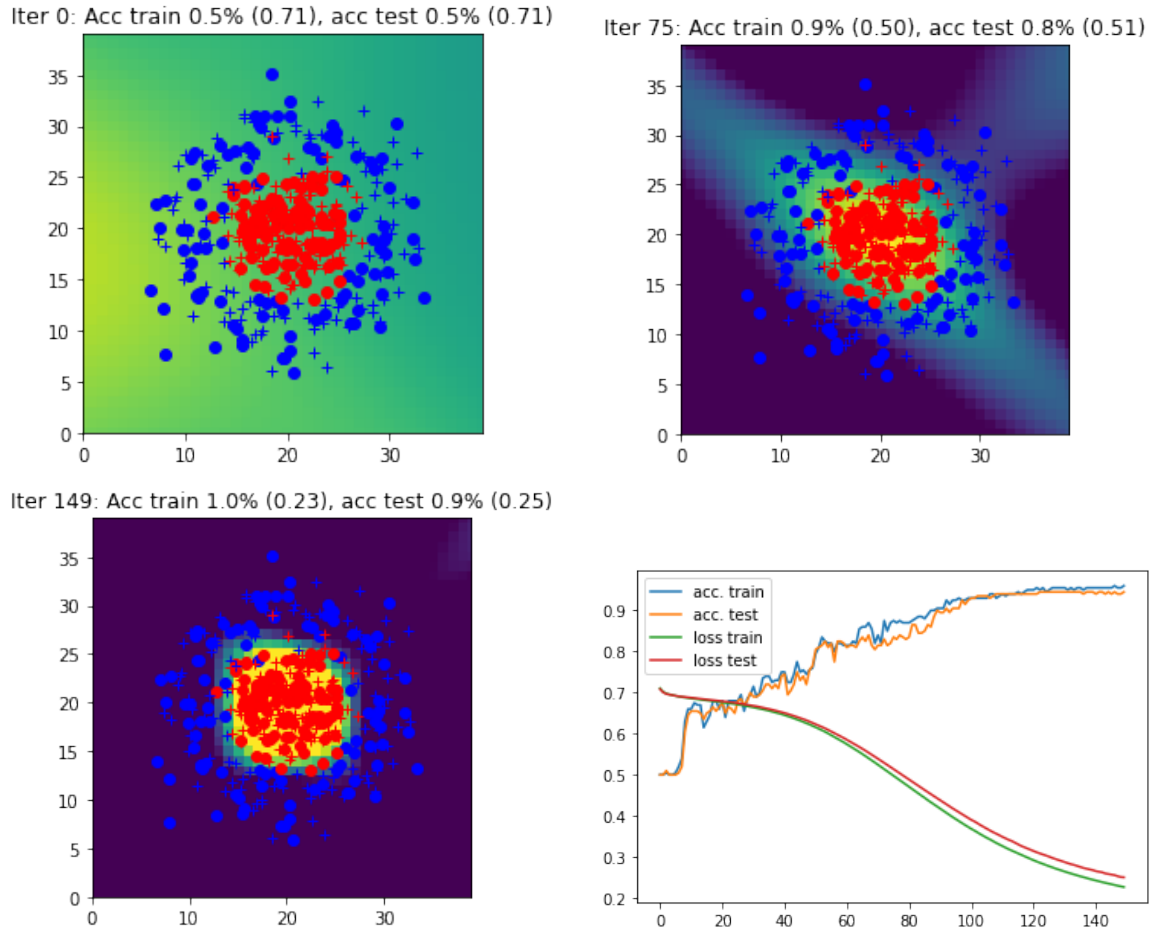 Iter 0: Acc train 0.5% (0.71), acc test 0.5% (0.71)
35
30
25
20
15
10
5
0
0 10 20 30
Iter 75: Acc train 0.9% (0.50), acc test 0.8% (0.51)
35
30
25
20
15
10
5
0
0 10 20 30
Iter 149: Acc train 1.0% (0.23), acc test 0.9% (0.25)
35
30
25
20
15
10
5
0
0 10 20 30
acc. train
acc. test
loss train
loss test
0.9
0.8
0.7
0.6
0.5
0.4
0.3
0.2
0 20 40 60 80 100 120 140